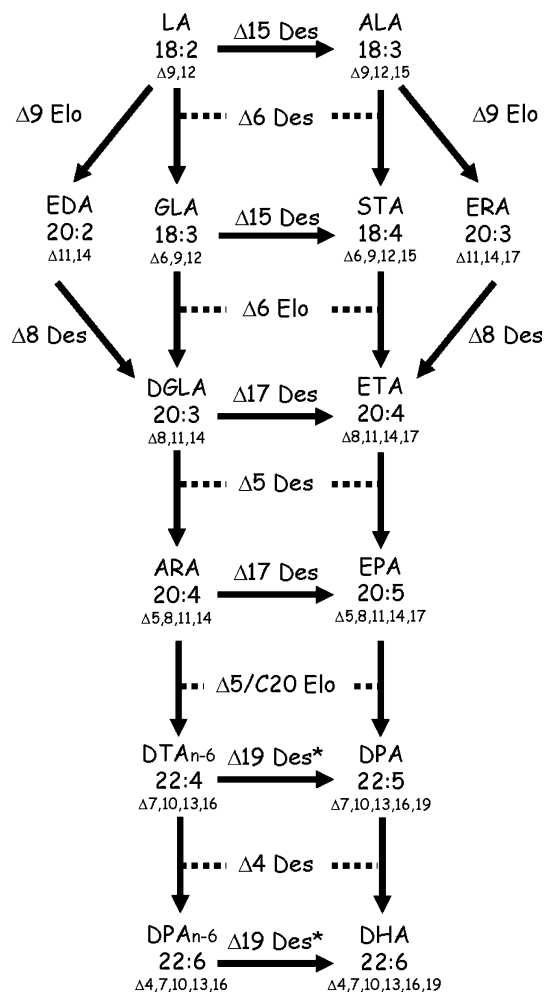 LA
18:2
Δ9,12
Δ15 Des
ALA
18:3
Δ9,12,15
Δ9 Elo
Δ6 Des
Δ9 Elo
EDA
20:2
Δ11,14
GLA
18:3
Δ6,9,12
Δ15 Des
STA
18:4
Δ6,9,12,15
ERA
20:3
Δ11,14,17
Δ8 Des
Δ6 Elo
Δ8 Des
DGLA
20:3
Δ8,11,14
Δ17 Des
ETA
20:4
Δ8,11,14,17
Δ5 Des
ARA
20:4
Δ5,8,11,14
Δ17 Des
EPA
20:5
Δ5,8,11,14,17
Δ5/C20 Elo
DTAn-6
22:4
Δ7,10,13,16
Δ19 Des*
DPA
22:5
Δ7,10,13,16,19
Δ4 Des
DPAn-6
22:6
Δ4,7,10,13,16
Δ19 Des*
DHA
22:6
Δ4,7,10,13,16,19